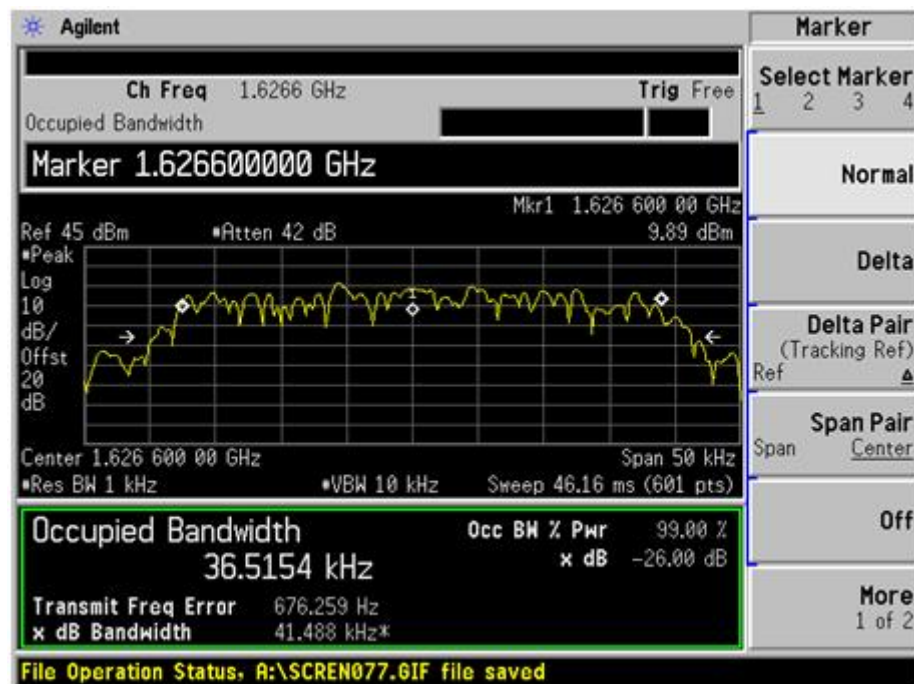 Agilent
Ch Freq 1.6266 GHz Trig Free
Occupied Bandwidth
Marker 1.626600000 GHz
Mkr1 1.626 600 00 GHz
Ref 45 dBm #Atten 42 dB 9.89 dBm
#Peak
Log
10
dB/
Offst
20
dB
1
Center 1.626 600 00 GHz Span 50 kHz
#Res BW 1 kHz #VBW 10 kHz Sweep 46.16 ms (601 pts)
Occupied Bandwidth Occ BW % Pwr 99.00 %
36.5154 kHz x dB -26.00 dB
Transmit Freq Error 676.259 Hz
x dB Bandwidth 41.488 kHz*
File Operation Status, A:\SCREN077.GIF file saved
Marker
Select Marker
1 2 3 4
Normal
Delta
Delta Pair
(Tracking Ref)
Ref Δ
Span Pair
Span Center
Off
More
1 of 2